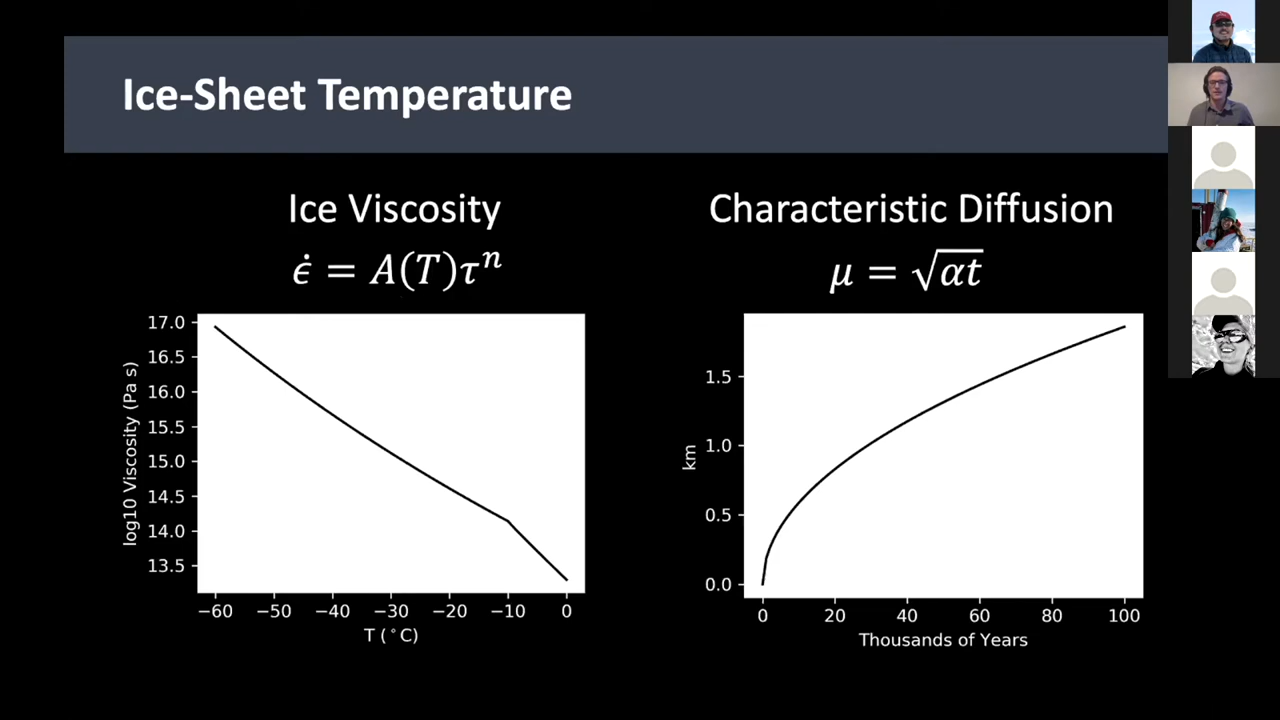 Ice-Sheet Temperature
Ice Viscosity
ϵ̇ = A(T)τⁿ
17.0
16.5
16.0
15.5
15.0
14.5
14.0
13.5
log10 Viscosity (Pa s)
−60 −50 −40 −30 −20 −10 0
T (°C)
Characteristic Diffusion
μ = √αt
1.5
1.0
0.5
0.0
km
0 20 40 60 80 100
Thousands of Years